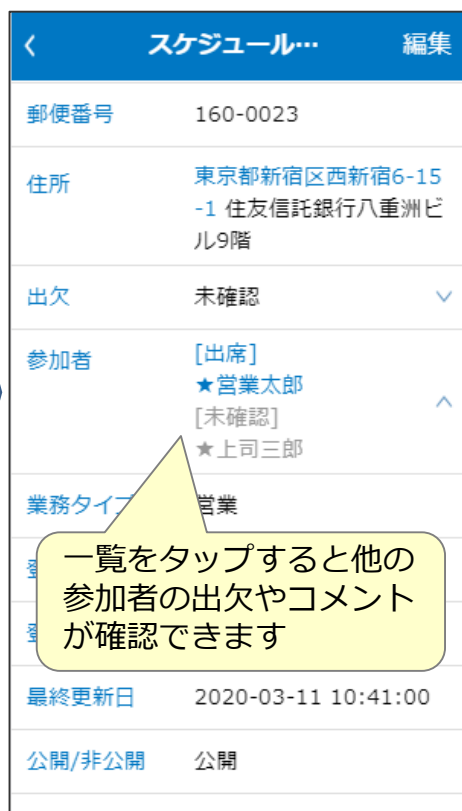 スケジュール… 編集
郵便番号 160-0023
住所 東京都新宿区西新宿6-15
-1 住友信託銀行八重洲ビ
ル9階
出欠 未確認
参加者 [出席]
★営業太郎
[未確認]
★上司三郎
業務タイプ 営業
一覧をタップすると他の
参加者の出欠やコメント
が確認できます
最終更新日 2020-03-11 10:41:00
公開/非公開 公開